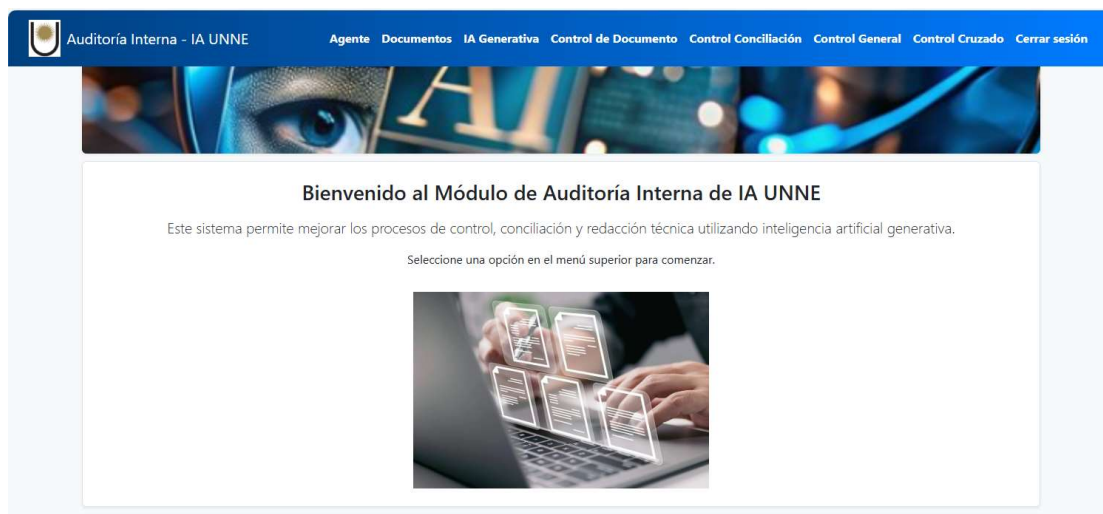 Auditoría Interna - IA UNNE
Agente Documentos IA Generativa Control de Documento Control Conciliación Control General Control Cruzado Cerrar sesión
AI
Bienvenido al Módulo de Auditoría Interna de IA UNNE
Este sistema permite mejorar los procesos de control, conciliación y redacción técnica utilizando inteligencia artificial generativa.
Seleccione una opción en el menú superior para comenzar.